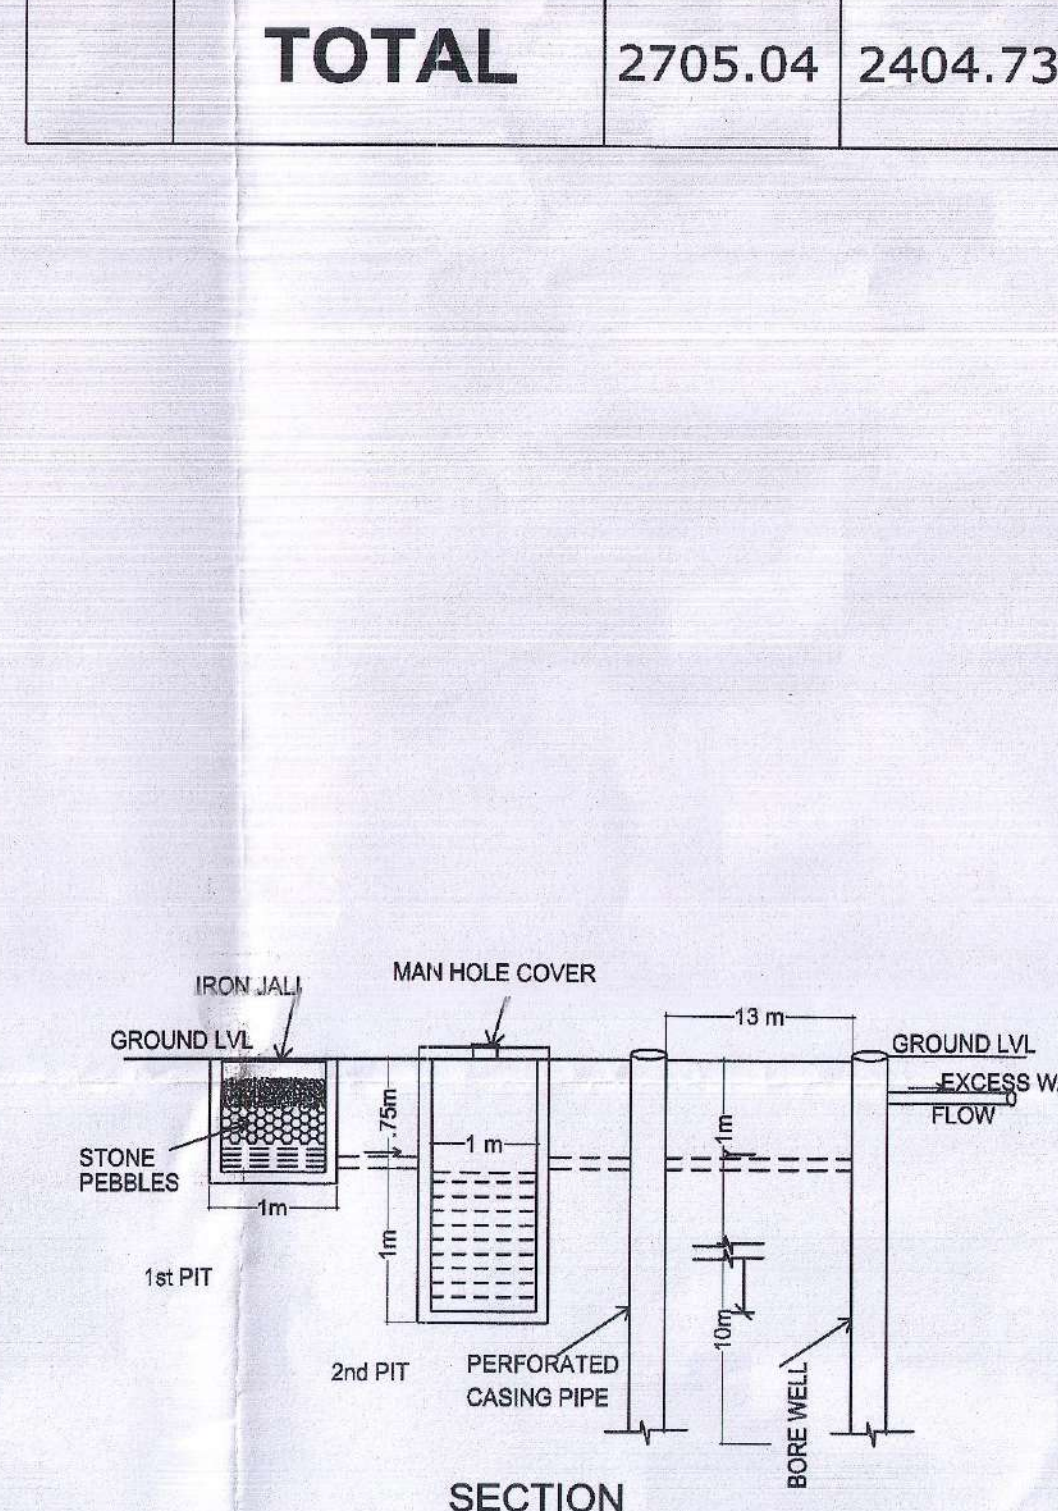 TOTAL 2705.04 2404.73
IRON JALI
MAN HOLE COVER
13 m
GROUND LVL
GROUND LVL
EXCESS
FLOW
.75m
1m
1 m
STONE
PEBBLES
1m
1m
1st PIT
10m
2nd PIT
PERFORATED
CASING PIPE
BORE WELL
SECTION